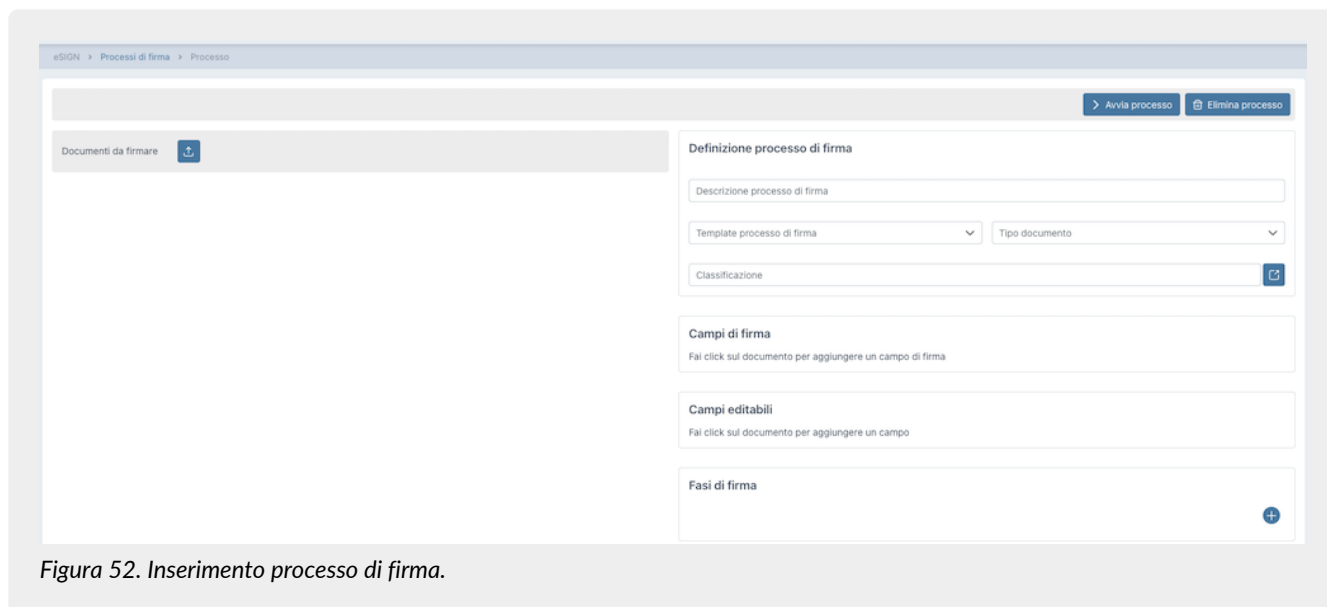 eSIGN > Processi di firma > Processo
Avvia processo
Elimina processo
Documenti da firmare
Definizione processo di firma
Descrizione processo di firma
Template processo di firma
Tipo documento
Classificazione
Campi di firma
Fai click sul documento per aggiungere un campo di firma
Campi editabili
Fai click sul documento per aggiungere un campo
Fasi di firma
Figura 52. Inserimento processo di firma.